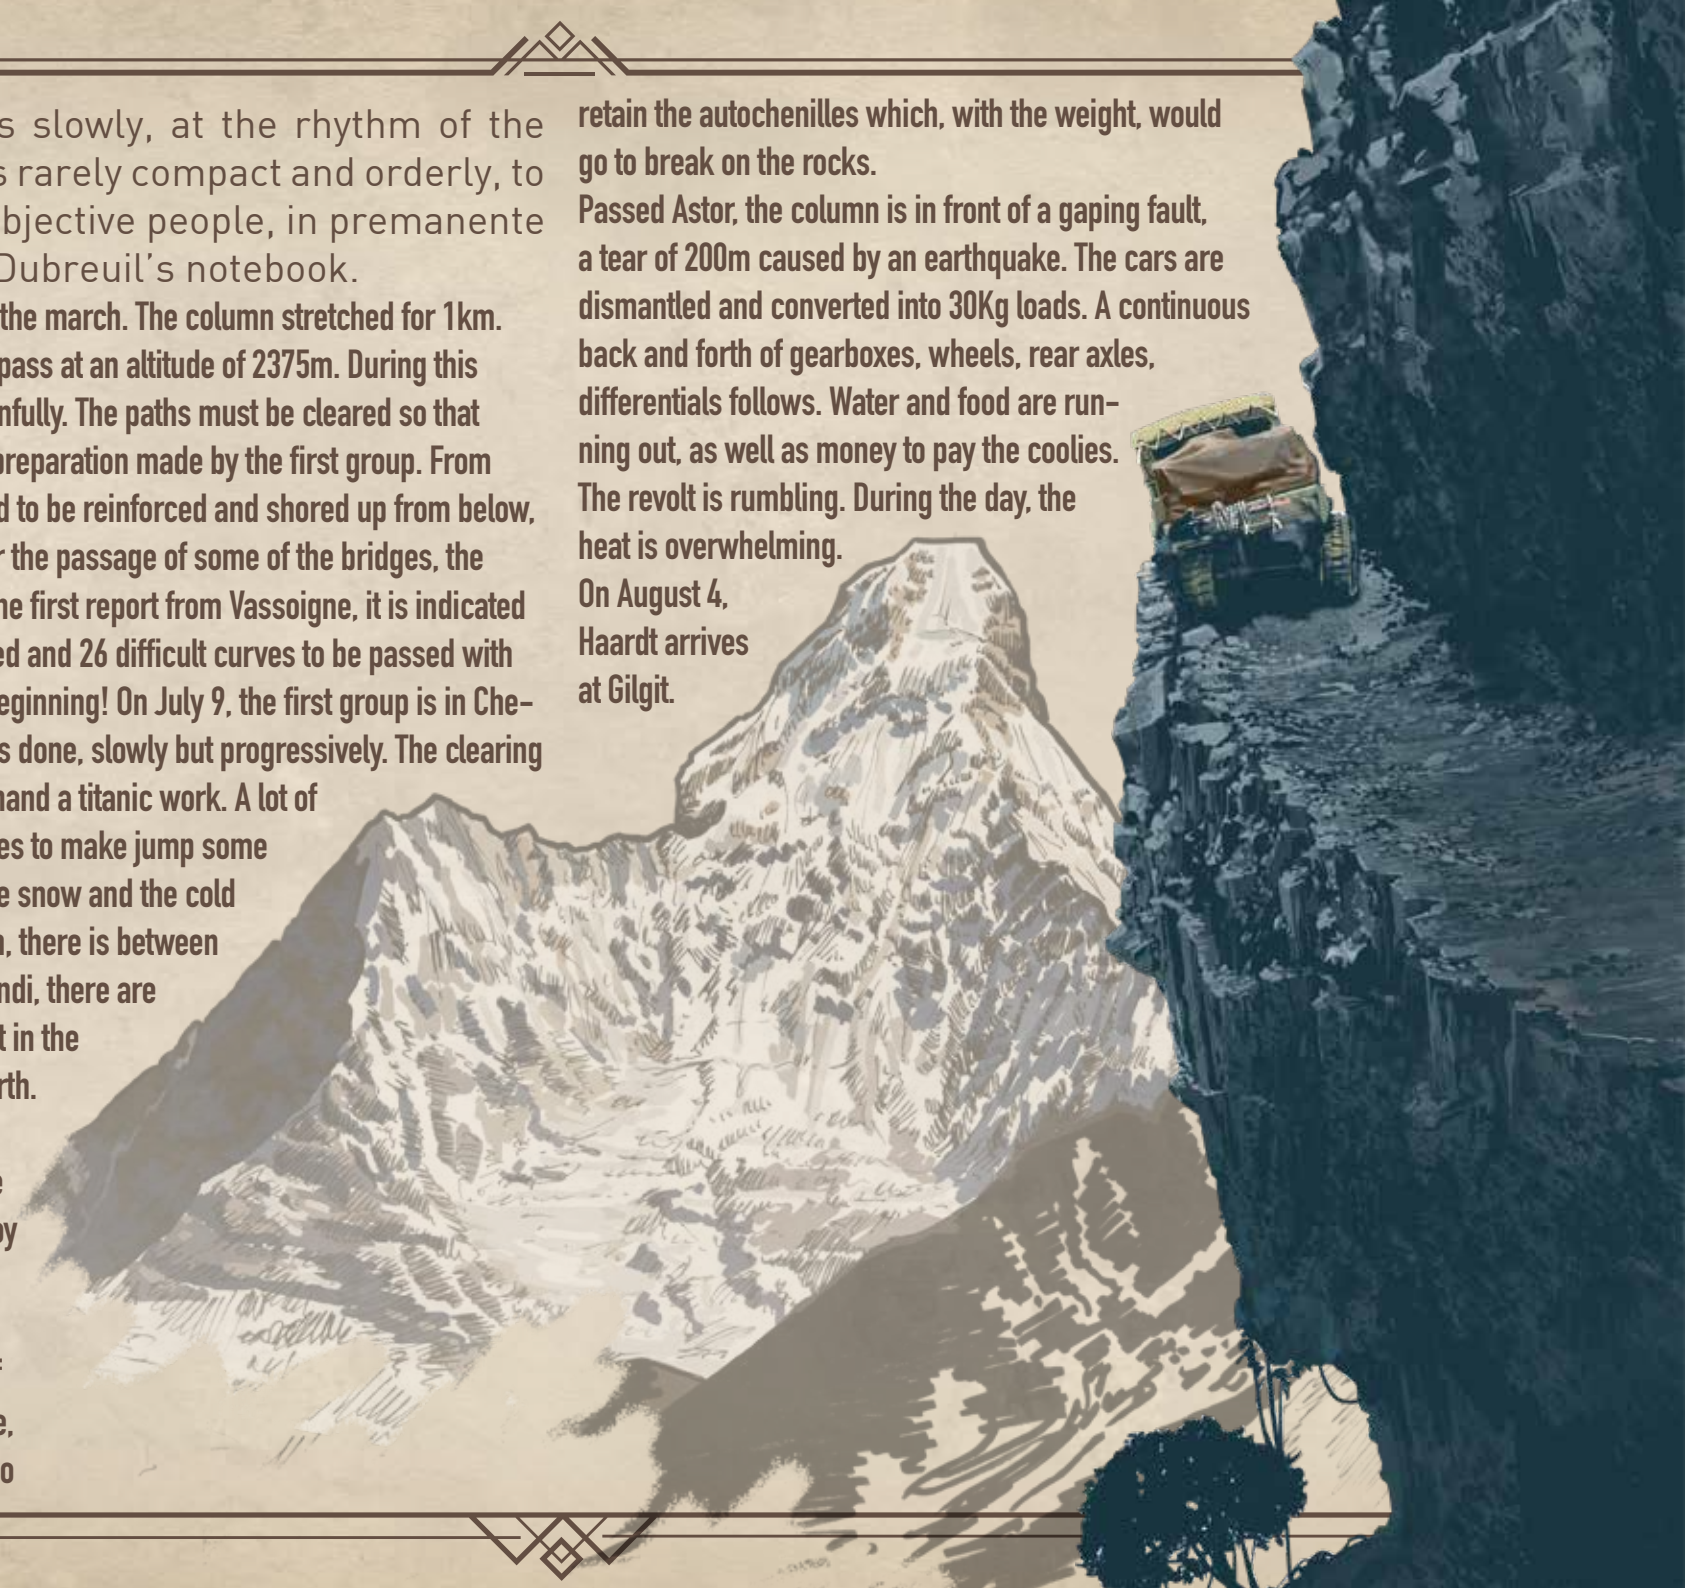 s slowly, at the rhythm of the
s rarely compact and orderly, to
bjective people, in premanente
Dubreuil's notebook.
the march. The column stretched for 1km.
pass at an altitude of 2375m. During this
nfully. The paths must be cleared so that
preparation made by the first group. From
d to be reinforced and shored up from below,
r the passage of some of the bridges, the
he first report from Vassoigne, it is indicated
ed and 26 difficult curves to be passed with
eginning! On July 9, the first group is in Che-
s done, slowly but progressively. The clearing
mand a titanic work. A lot of
es to make jump some
e snow and the cold
, there is between
ndi, there are
t in the
rth.
e
by
e,
o
retain the autochenilles which, with the weight, would
go to break on the rocks.
Passed Astor, the column is in front of a gaping fault,
a tear of 200m caused by an earthquake. The cars are
dismantled and converted into 30Kg loads. A continuous
back and forth of gearboxes, wheels, rear axles,
differentials follows. Water and food are run-
ning out, as well as money to pay the coolies.
The revolt is rumbling. During the day, the
heat is overwhelming.
On August 4,
Haardt arrives
at Gilgit.